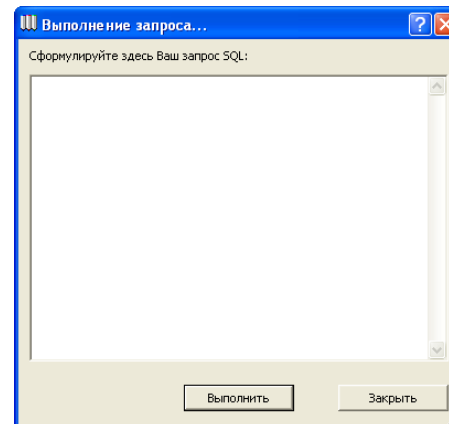 Выполнение запроса...
Сформулируйте здесь Ваш запрос SQL:
Выполнить
Закрыть